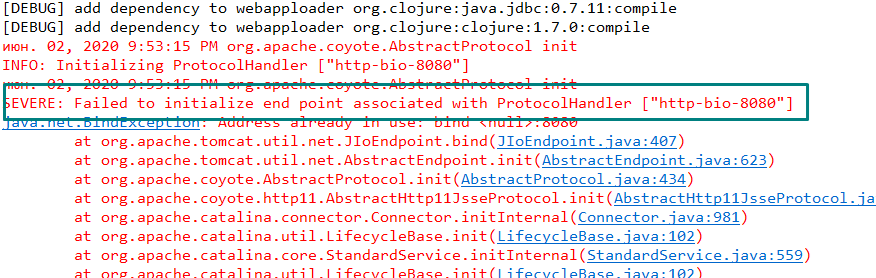 [DEBUG] add dependency to webapploader org.clojure:java.jdbc:0.7.11:compile
[DEBUG] add dependency to webapploader org.clojure:clojure:1.7.0:compile
июн. 02, 2020 9:53:15 PM org.apache.coyote.AbstractProtocol init
INFO: Initializing ProtocolHandler ["http-bio-8080"]
июн. 02, 2020 9:53:15 PM org.apache.coyote.AbstractProtocol init
SEVERE: Failed to initialize end point associated with ProtocolHandler ["http-bio-8080"]
java.net.BindException: Address already in use: bind <null>:8080
at org.apache.tomcat.util.net.JIoEndpoint.bind(JIoEndpoint.java:407)
at org.apache.tomcat.util.net.AbstractEndpoint.init(AbstractEndpoint.java:623)
at org.apache.coyote.AbstractProtocol.init(AbstractProtocol.java:434)
at org.apache.coyote.http11.AbstractHttp11JsseProtocol.init(AbstractHttp11JsseProtocol.ja
at org.apache.catalina.connector.Connector.initInternal(Connector.java:981)
at org.apache.catalina.util.LifecycleBase.init(LifecycleBase.java:102)
at org.apache.catalina.core.StandardService.initInternal(StandardService.java:559)
at org.apache.catalina.util.LifecycleBase.init(LifecycleBase.java:102)